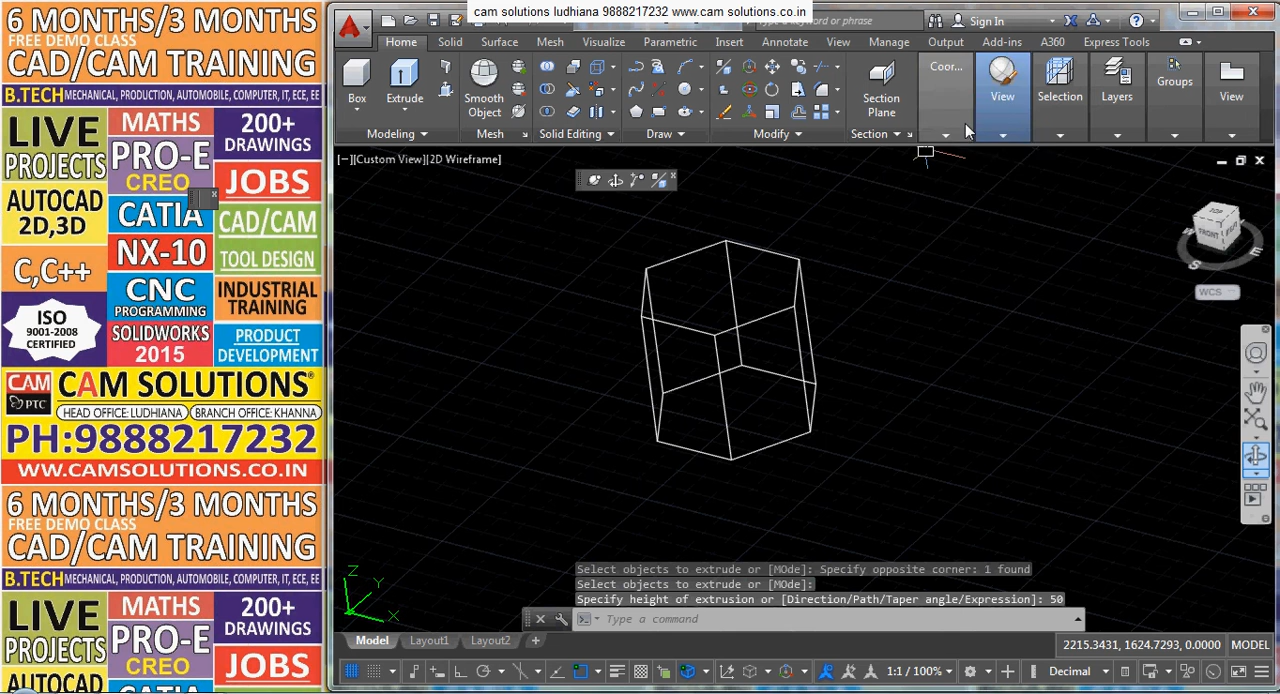 6 MONTHS/3 MONTHS
FREE DEMO CLASS
CAD/CAM TRAINING
B.TECH MECHANICAL, PRODUCTION, AUTOMOBILE, COMPUTER, IT, ECE, EE
LIVE
PROJECTS
MATHS
PRO-E
CREO
200+
DRAWINGS
JOBS
AUTOCAD
2D,3D
CATIA
CAD/CAM
TOOL DESIGN
C,C++
NX-10
CNC
PROGRAMMING
INDUSTRIAL
TRAINING
ISO
9001-2008
CERTIFIED
SOLIDWORKS
2015
PRODUCT
DEVELOPMENT
CAM
PTC
CAM SOLUTIONS®
HEAD OFFICE: LUDHIANA
BRANCH OFFICE: KHANNA
PH:9888217232
WWW.CAMSOLUTIONS.CO.IN
6 MONTHS/3 MONTHS
FREE DEMO CLASS
CAD/CAM TRAINING
B.TECH MECHANICAL, PRODUCTION, AUTOMOBILE, COMPUTER, IT, ECE, EE
LIVE
PROJECTS
MATHS
PRO-E
CREO
200+
DRAWINGS
JOBS
AUTOCAD
cam solutions ludhiana 9888217232 www.cam solutions.co.in
Type a keyword or phrase
Sign In
Home Solid Surface Mesh Visualize Parametric Insert Annotate View Manage Output Add-ins A360 Express Tools
Box
Extrude
Smooth
Object
Section
Plane
Coor...
View
Selection
Layers
Groups
View
Modeling
Mesh
Solid Editing
Draw
Modify
Section
[−][Custom View][2D Wireframe]
TOP
FRONT
S
E
WCS
Select objects to extrude or [MOde]: Specify opposite corner: 1 found
Select objects to extrude or [MOde]:
Specify height of extrusion or [Direction/Path/Taper angle/Expression]: 50
Type a command
Z
Y
X
Model Layout1 Layout2 +
2215.3431, 1624.7293, 0.0000 MODEL
1:1 / 100%
Decimal